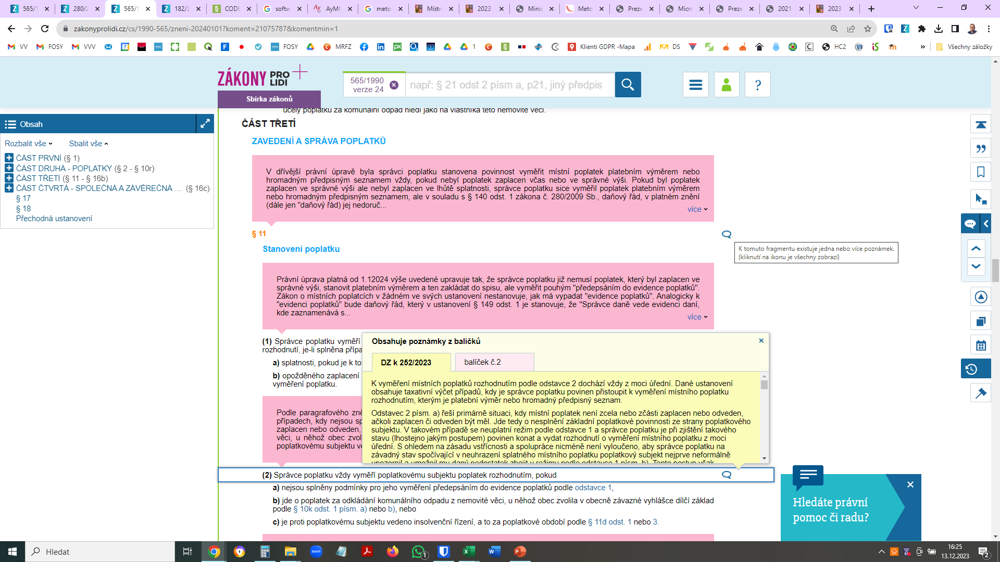 565/1
280/2
565/1
182/2
CODE
softw
AyMI
meto
Místn
2023
Minis
Meto
Preze
Micro
Preze
2021-
2023
zakonyprolidi.cz/cs/1990-565/zneni-20240101?koment=21075787&komentmin=1
VV
FOSY
VVV
FOSY
MRFZ
1
Klienti GDPR -Mapa
DS
HC2
»
Všechny záložky
ZÁKONY PRO LIDI
Sbírka zákonů
565/1990
verze 24
např: § 21 odst 2 písm a, p21, jiný předpis
?
Obsah
Rozbalit vše
Sbalit vše
ČÁST PRVNÍ (§ 1)
ČÁST DRUHÁ - POPLATKY (§ 2 - § 10r)
ČÁST TŘETÍ (§ 11 - § 16b)
ČÁST ČTVRTÁ - SPOLEČNÁ A ZÁVĚREČNÁ ... (§ 16c)
§ 17
§ 18
Přechodná ustanovení
účely poplatku za komunální odpad hledí jako na vlastníka této nemovité věci.
ČÁST TŘETÍ
ZAVEDENÍ A SPRÁVA POPLATKŮ
V dřívější právní úpravě byla správci poplatku stanovena povinnost vyměřit místní poplatek platebním výměrem nebo
hromadným předpisným seznamem vždy, pokud nebyl poplatek zaplacen včas nebo ve správné výši. Pokud byl poplatek
zaplacen ve správné výši ale nebyl zaplacen ve lhůtě splatnosti, správce poplatku sice vyměřil poplatek platebním výměrem
nebo hromadným předpisným seznamem, ale v souladu s § 140 odst. 1 zákona č. 280/2009 Sb., daňový řád, v platném znění
(dále jen "daňový řád) jej nedoruč...
více
§ 11
K tomuto fragmentu existuje jedna nebo více poznámek.
(kliknutí na ikonu je všechny zobrazí)
Stanovení poplatku
Právní úprava platná od 1.12024 výše uvedené upravuje tak, že správce poplatku již nemusí poplatek, který byl zaplacen ve
správné výši, stanovit platebním výměrem a ten zakládat do spisu, ale vyměřit pouhým "předepsáním do evidence poplatků".
Zákon o místních poplatcích v žádném ve svých ustanovení nestanovuje, jak má vypadat "evidence poplatků". Analogicky k
"evidenci poplatků" bude daňový řád, který v ustanovení § 149 odst. 1 je stanovuje, že "Správce daně vede evidenci daní,
kde zaznamenává s...
více
(1) Správce poplatku vyměří
rozhodnutí, je-li splněna přípa
a) splatnosti, pokud je k to
b) opožděného zaplacení
vyměření poplatku.
Podle paragrafového zně
případech, kdy nejsou sp
zaplacen nebo odveden,
věci, u něhož obec zvol
poplatkovému subjektu ve
Obsahuje poznámky z balíčků
DZ k 252/2023
balíček č.2
K vyměření místních poplatků rozhodnutím podle odstavce 2 dochází vždy z moci úřední. Dané ustanovení
obsahuje taxativní výčet případů, kdy je správce poplatku povinen přistoupit k vyměření místního poplatku
rozhodnutím, kterým je platební výměr nebo hromadný předpisný seznam.
Odstavec 2 písm. a) řeší primárně situaci, kdy místní poplatek není zcela nebo zčásti zaplacen nebo odveden,
ačkoli zaplacen či odveden být měl. Jde tedy o nesplnění základní poplatkové povinnosti ze strany poplatkového
subjektu. V takovém případě se neuplatní režim podle odstavce 1 a správce poplatku je při zjištění takového
stavu (lhostejno jakým postupem) povinen konat a vydat rozhodnutí o vyměření místního poplatku z moci
úřední. S ohledem na zásadu vstřícnosti a spolupráce nicméně není vyloučeno, aby správce poplatku na
závadný stav spočívající v neuhrazení splatného místního poplatku poplatkový subjekt nejprve neformálně
upozornil a umožnil mu daný nedostatek zhojit v režimu podle odstavce 1 písm. b). Tento postup však
(2) Správce poplatku vždy vyměří poplatkovému subjektu poplatek rozhodnutím, pokud
a) nejsou splněny podmínky pro jeho vyměření předepsáním do evidence poplatků podle odstavce 1,
b) jde o poplatek za odkládání komunálního odpadu z nemovité věci, u něhož obec zvolila v obecně závazné vyhlášce dílčí základ
podle § 10k odst. 1 písm. a) nebo b), nebo
c) je proti poplatkovému subjektu vedeno insolvenční řízení, a to za poplatkové období podle § 11d odst. 1 nebo 3.
Hledáte právní
pomoc či radu?
Hledat
zoom
16:25
13.12.2023
2